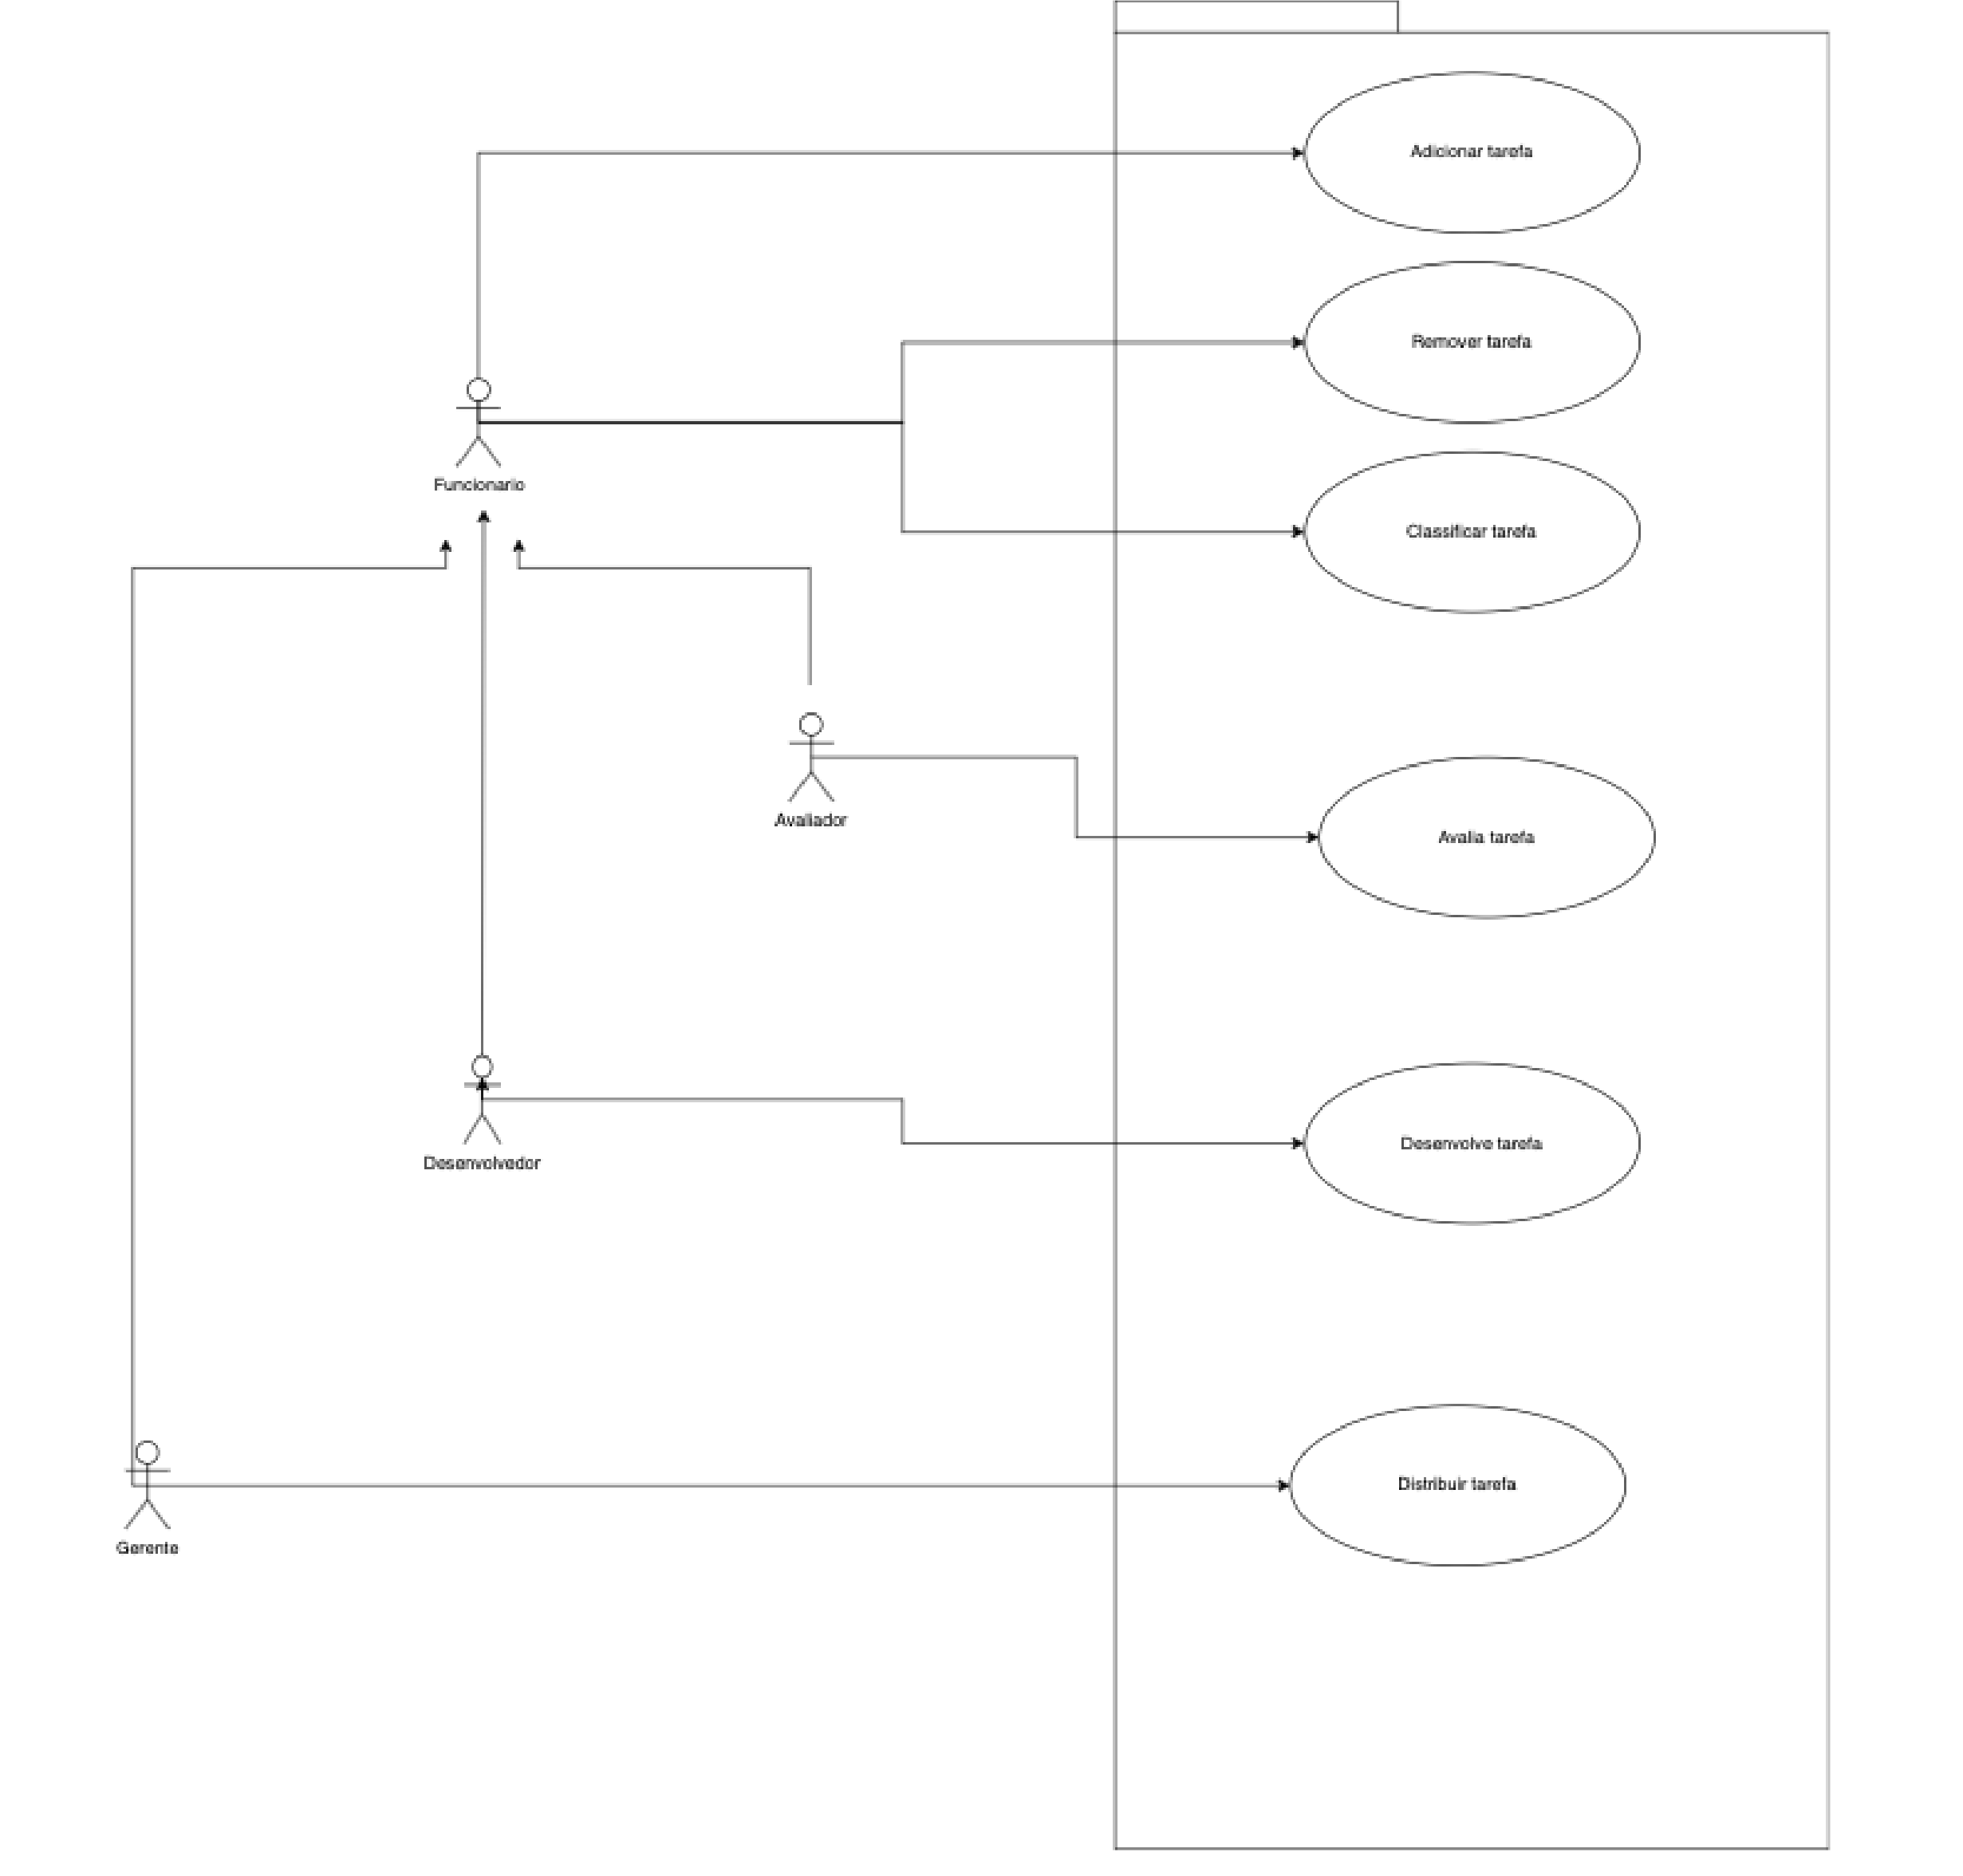 Adicionar tarefa
Remover tarefa
Funcionario
Classificar tarefa
Avaliador
Avalia tarefa
Desenvolvedor
Desenvolve tarefa
Distribuir tarefa
Gerente